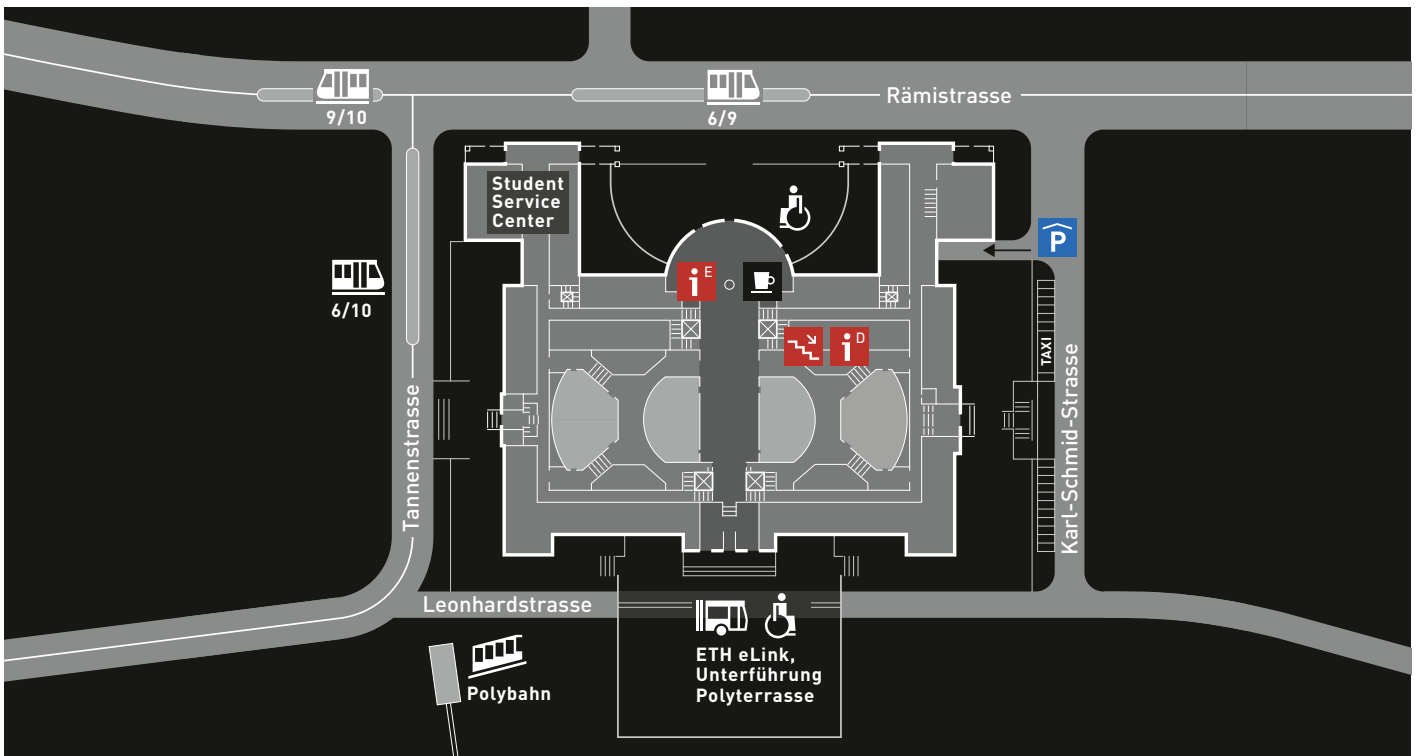 Rämistrasse
9/10
6/9
Student
Service
Center
P
i E
6/10
i D
TAXI
Tannenstrasse
Karl-Schmid-Strasse
Leonhardstrasse
ETH eLink,
Unterführung
Polyterrasse
Polybahn